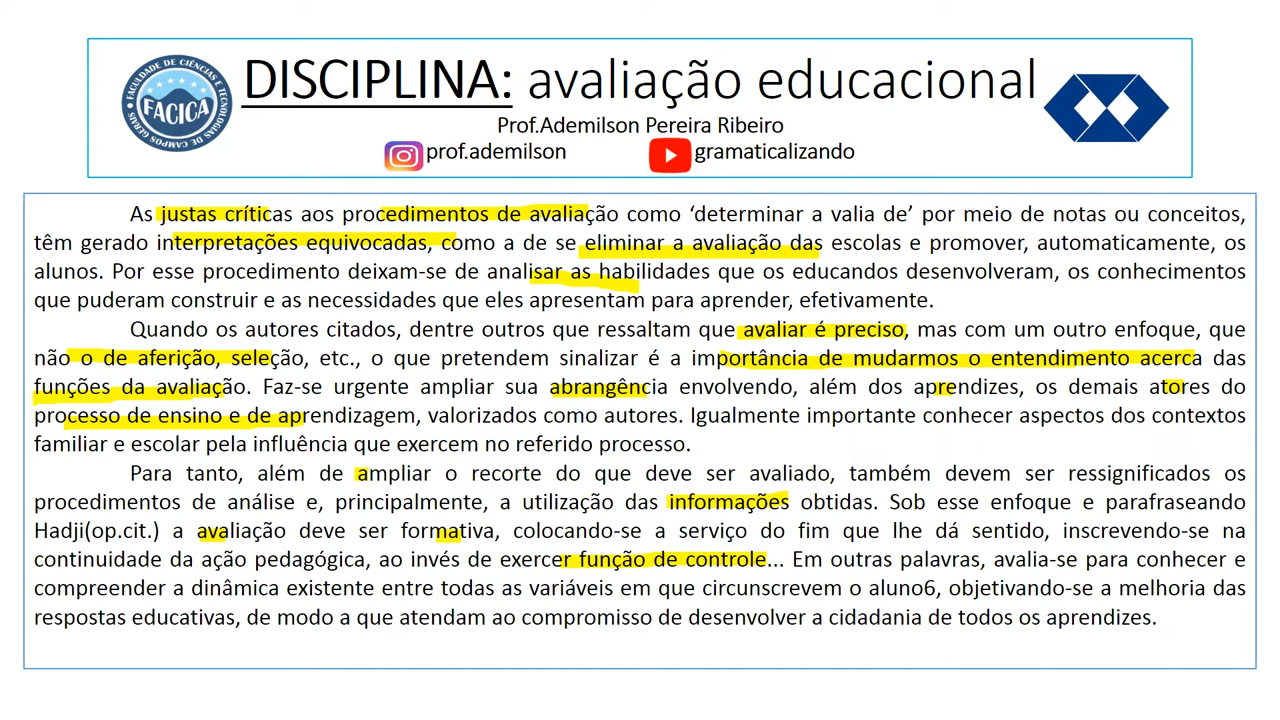 DISCIPLINA: avaliação educacional
Prof.Ademilson Pereira Ribeiro
prof.ademilson
gramaticalizando
FACULDADE DE CIÊNCIAS E TECNOLOGIAS
FACICA
DE CAMPOS GERAIS
As justas críticas aos procedimentos de avaliação como ‘determinar a valia de’ por meio de notas ou conceitos,
têm gerado interpretações equivocadas, como a de se eliminar a avaliação das escolas e promover, automaticamente, os
alunos. Por esse procedimento deixam-se de analisar as habilidades que os educandos desenvolveram, os conhecimentos
que puderam construir e as necessidades que eles apresentam para aprender, efetivamente.
Quando os autores citados, dentre outros que ressaltam que avaliar é preciso, mas com um outro enfoque, que
não o de aferição, seleção, etc., o que pretendem sinalizar é a importância de mudarmos o entendimento acerca das
funções da avaliação. Faz-se urgente ampliar sua abrangência envolvendo, além dos aprendizes, os demais atores do
processo de ensino e de aprendizagem, valorizados como autores. Igualmente importante conhecer aspectos dos contextos
familiar e escolar pela influência que exercem no referido processo.
Para tanto, além de ampliar o recorte do que deve ser avaliado, também devem ser ressignificados os
procedimentos de análise e, principalmente, a utilização das informações obtidas. Sob esse enfoque e parafraseando
Hadji(op.cit.) a avaliação deve ser formativa, colocando-se a serviço do fim que lhe dá sentido, inscrevendo-se na
continuidade da ação pedagógica, ao invés de exercer função de controle... Em outras palavras, avalia-se para conhecer e
compreender a dinâmica existente entre todas as variáveis em que circunscrevem o aluno6, objetivando-se a melhoria das
respostas educativas, de modo a que atendam ao compromisso de desenvolver a cidadania de todos os aprendizes.